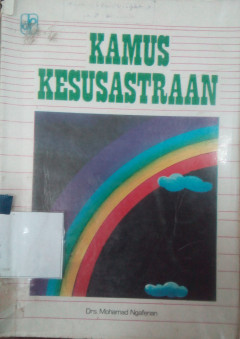 KAMUS
KESUSASTRAAN
Drs. Mohamad Ngafenan